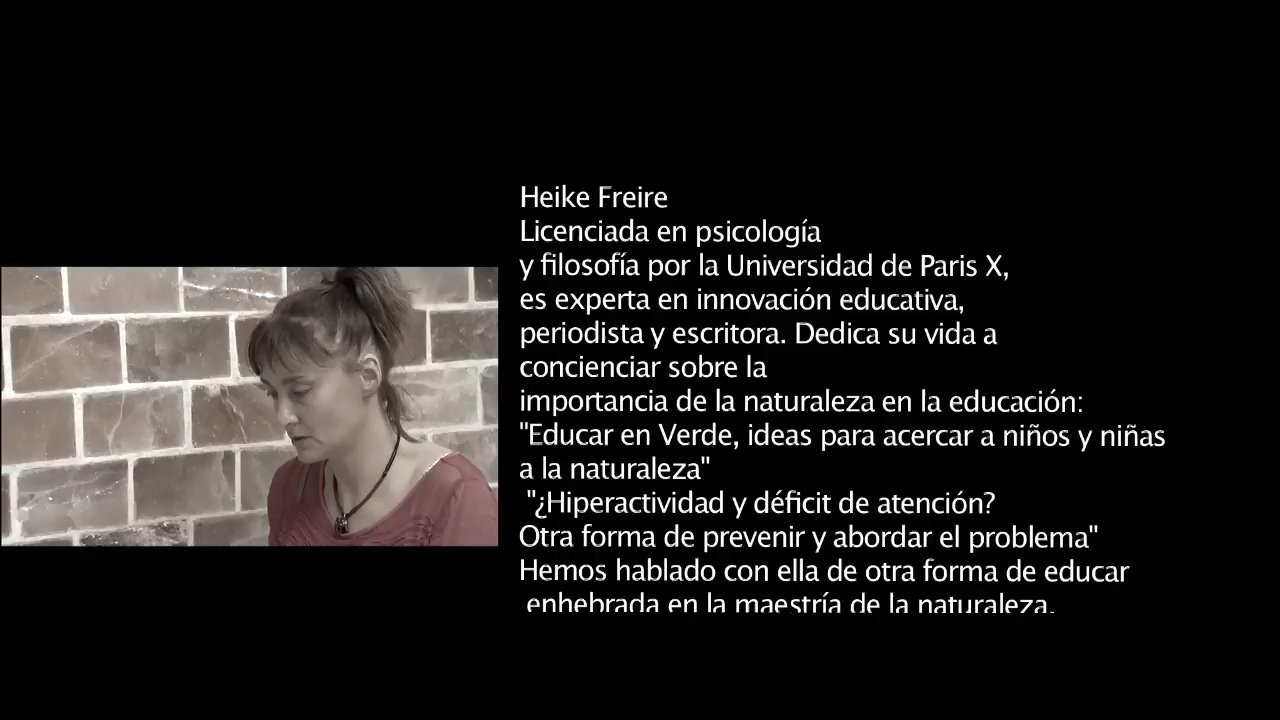 Heike Freire
Licenciada en psicología
y filosofía por la Universidad de Paris X,
es experta en innovación educativa,
periodista y escritora. Dedica su vida a
concienciar sobre la
importancia de la naturaleza en la educación:
"Educar en Verde, ideas para acercar a niños y niñas
a la naturaleza"
"¿Hiperactividad y déficit de atención?
Otra forma de prevenir y abordar el problema"
Hemos hablado con ella de otra forma de educar
enhebrada en la maestría de la naturaleza.